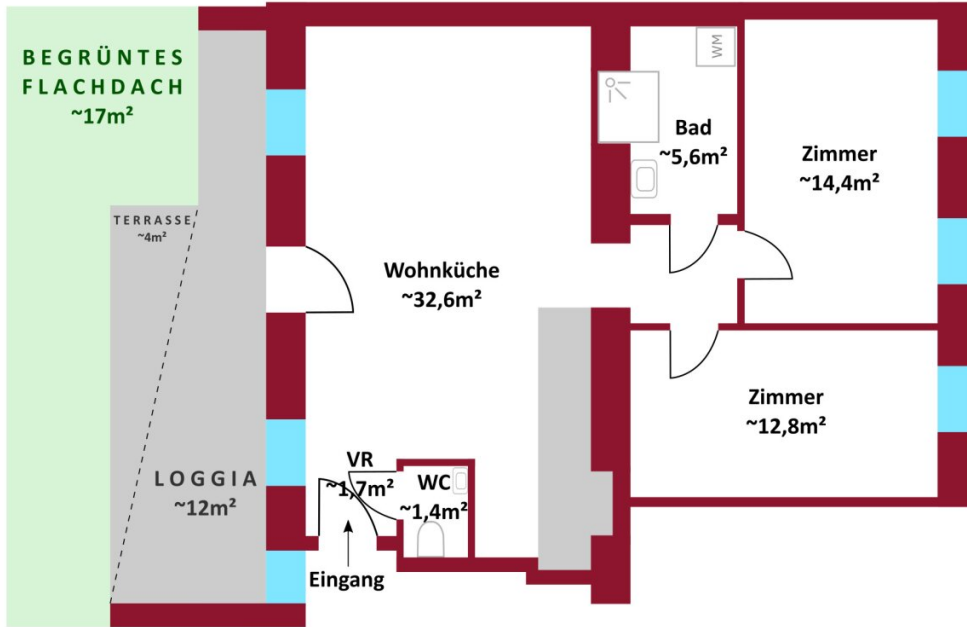 BEGRÜNTES
FLACHDACH
~17m²
TERRASSE
~4m²
LOGGIA
~12m²
Wohnküche
~32,6m²
VR
~1,7m²
WC
~1,4m²
Eingang
WM
Bad
~5,6m²
Zimmer
~14,4m²
Zimmer
~12,8m²